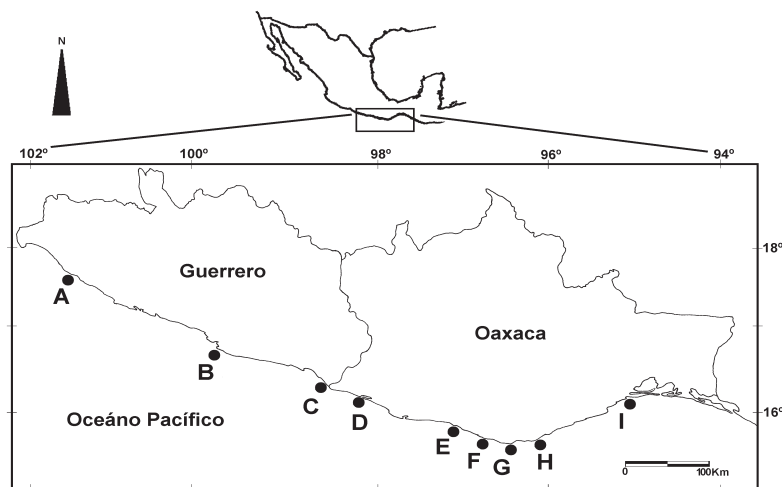 N
102º 100º 98º 96º 94º
18º
Guerrero
A
Oaxaca
B
16º
C
D
Oceáno Pacífico
I
E
F
G
H
0 100Km